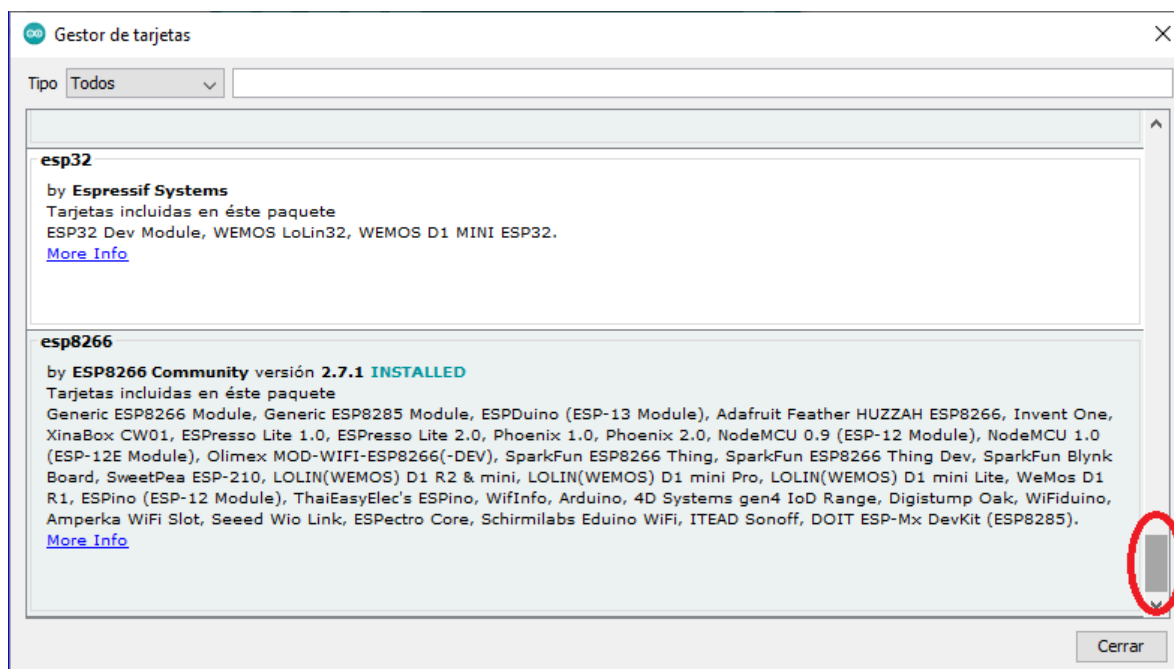 Gestor de tarjetas
Tipo Todos
esp32
by Espressif Systems
Tarjetas incluidas en éste paquete
ESP32 Dev Module, WEMOS LoLin32, WEMOS D1 MINI ESP32.
More Info
esp8266
by ESP8266 Community versión 2.7.1 INSTALLED
Tarjetas incluidas en éste paquete
Generic ESP8266 Module, Generic ESP8285 Module, ESPDuino (ESP-13 Module), Adafruit Feather HUZZAH ESP8266, Invent One,
XinaBox CW01, ESPresso Lite 1.0, ESPresso Lite 2.0, Phoenix 1.0, Phoenix 2.0, NodeMCU 0.9 (ESP-12 Module), NodeMCU 1.0
(ESP-12E Module), Olimex MOD-WIFI-ESP8266(-DEV), SparkFun ESP8266 Thing, SparkFun ESP8266 Thing Dev, SparkFun Blynk
Board, SweetPea ESP-210, LOLIN(WEMOS) D1 R2 & mini, LOLIN(WEMOS) D1 mini Pro, LOLIN(WEMOS) D1 mini Lite, WeMos D1
R1, ESPino (ESP-12 Module), ThaiEasyElec's ESPino, WifInfo, Arduino, 4D Systems gen4 IoD Range, Digistump Oak, WiFiduino,
Amperka WiFi Slot, Seeed Wio Link, ESPectro Core, Schirmilabs Eduino WiFi, ITEAD Sonoff, DOIT ESP-Mx DevKit (ESP8285).
More Info
Cerrar